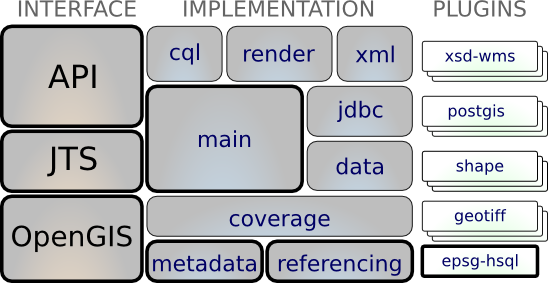 INTERFACE IMPLEMENTATION PLUGINS
API cql render xml xsd-wms
main jdbc postgis
JTS data shape
OpenGIS coverage geotiff
metadata referencing epsg-hsql